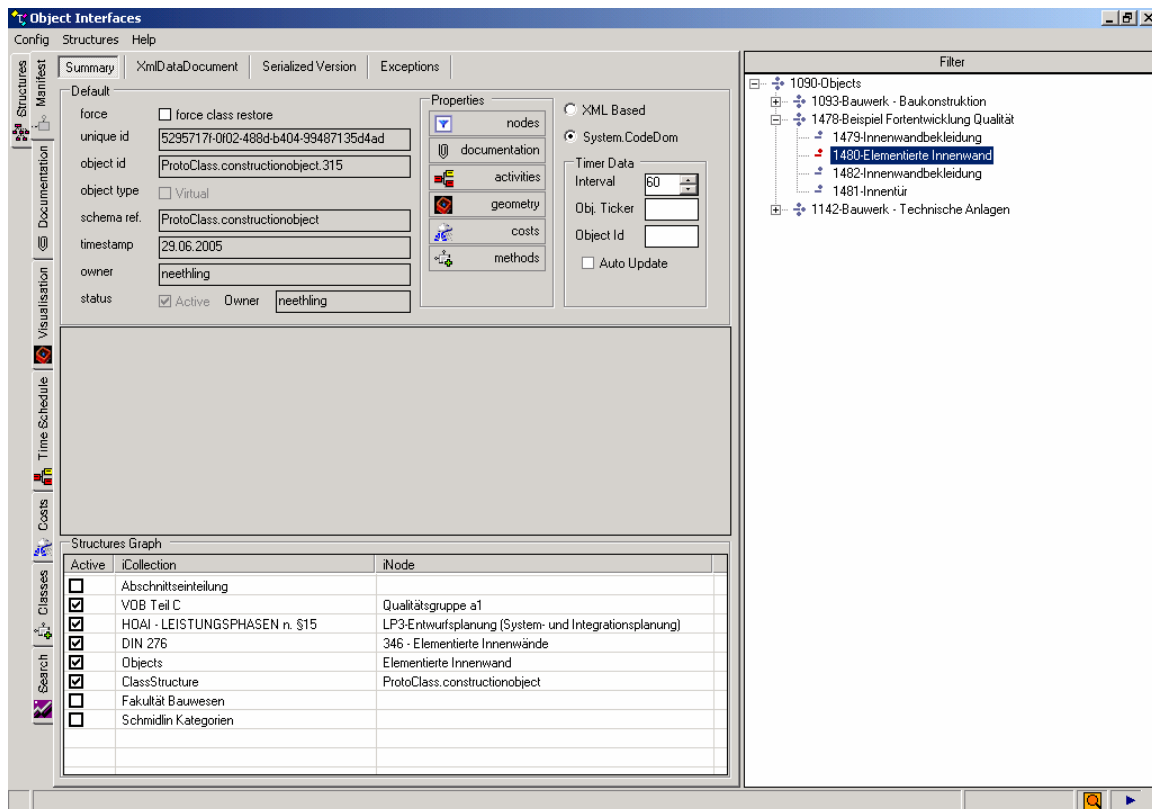 Object Interfaces
Config Structures Help
Structures
Manifest
Documentation
Visualisation
Time Schedule
Costs
Classes
Search
Summary XmlDataDocument Serialized Version Exceptions
Default
force force class restore
unique id 5295717f-0f02-488d-b404-99487135d4ad
object id ProtoClass.constructionobject.315
object type Virtual
schema ref. ProtoClass.constructionobject
timestamp 29.06.2005
owner neethling
status Active Owner neethling
Properties
nodes
documentation
activities
geometry
costs
methods
XML Based
System.CodeDom
Timer Data
Interval 60
Obj. Ticker
Object Id
Auto Update
Structures Graph
Active iCollection iNode
Abschnittseinteilung
VOB Teil C Qualitätsgruppe a1
HOAI - LEISTUNGSPHASEN n. §15 LP3-Entwurfsplanung (System- und Integrationsplanung)
DIN 276 346 - Elementierte Innenwände
Objects Elementierte Innenwand
ClassStructure ProtoClass.constructionobject
Fakultät Bauwesen
Schmidlin Kategorien
Filter
1090-Objects
1093-Bauwerk - Baukonstruktion
1478-Beispiel Fortentwicklung Qualität
1479-Innenwandbekleidung
1480-Elementierte Innenwand
1482-Innenwandbekleidung
1481-Innentür
1142-Bauwerk - Technische Anlagen